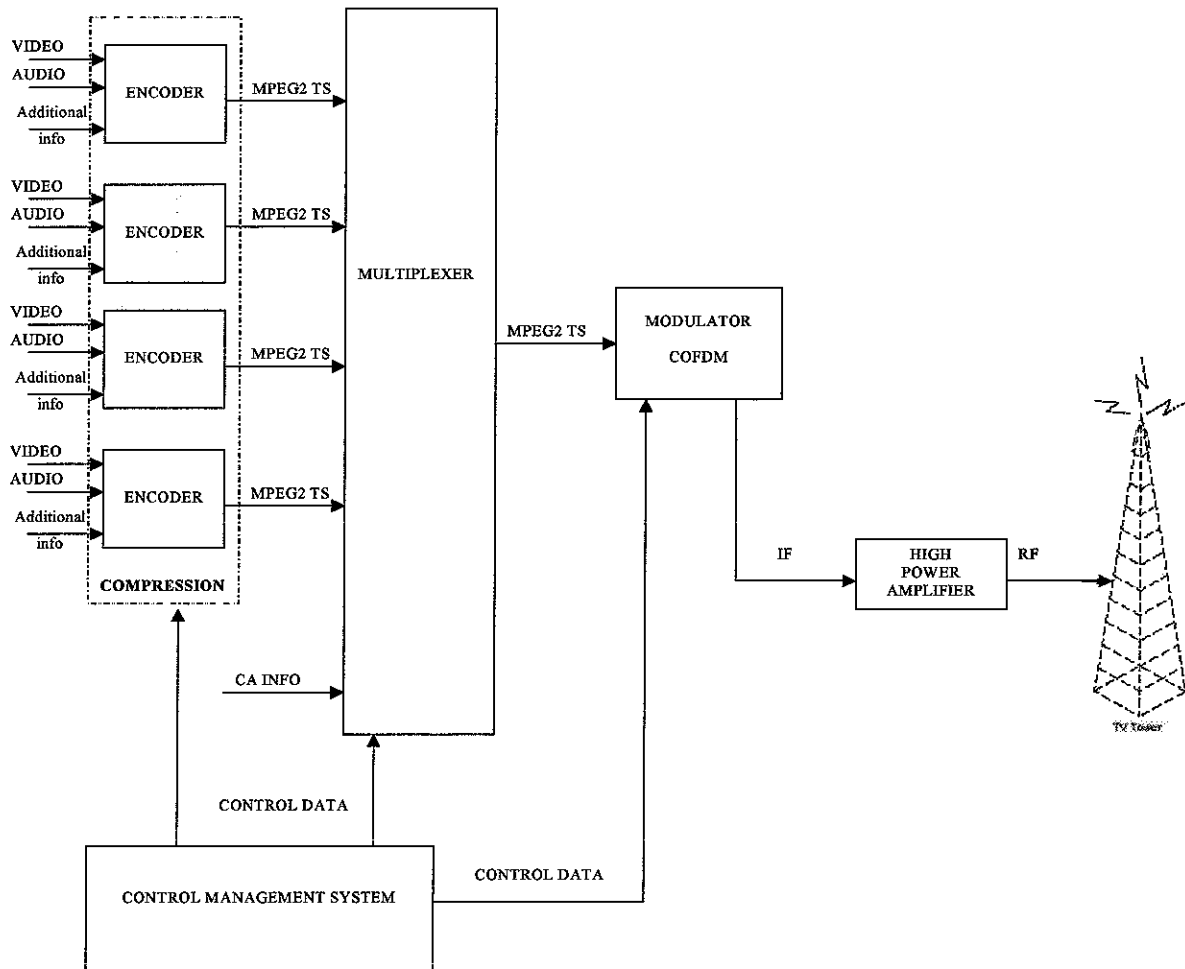 VIDEO
AUDIO
Additional
info
ENCODER
MPEG2 TS
VIDEO
AUDIO
Additional
info
ENCODER
MPEG2 TS
VIDEO
AUDIO
Additional
info
ENCODER
MPEG2 TS
VIDEO
AUDIO
Additional
info
ENCODER
MPEG2 TS
COMPRESSION
MULTIPLEXER
MPEG2 TS
MODULATOR
COFDM
IF
HIGH
POWER
AMPLIFIER
RF
TV Tower
CA INFO
CONTROL DATA
CONTROL DATA
CONTROL MANAGEMENT SYSTEM